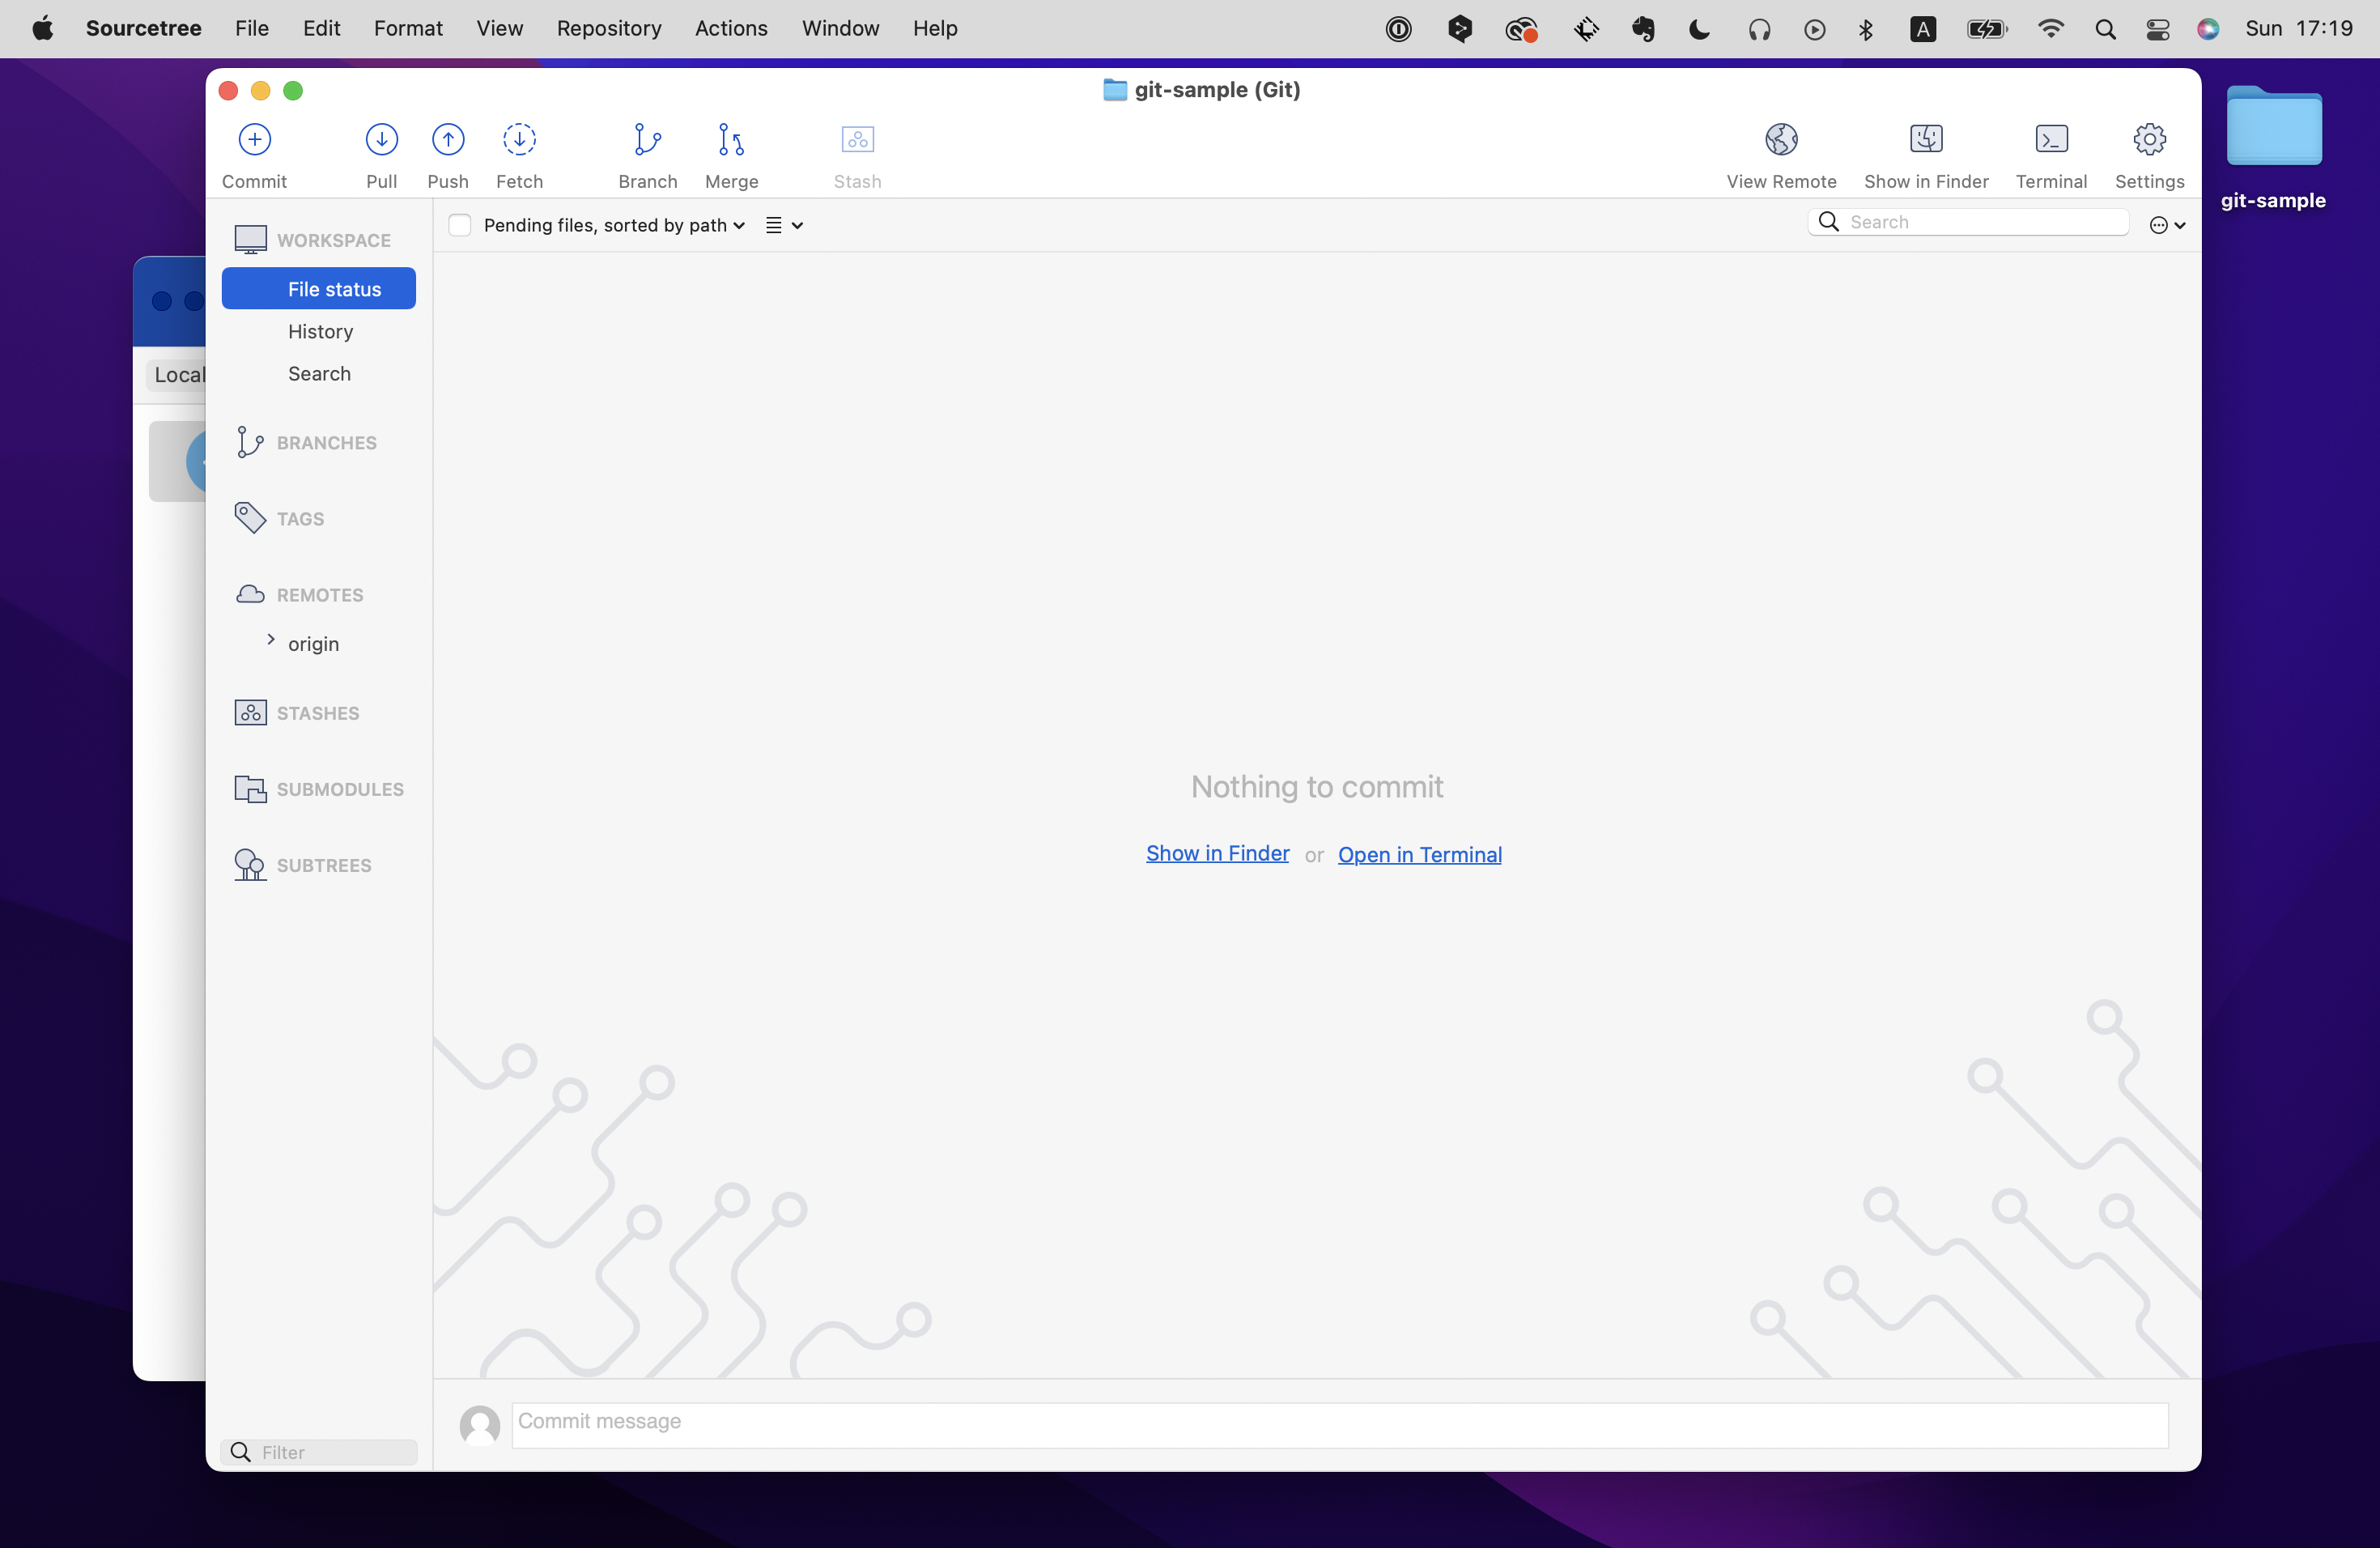 Sourcetree File Edit Format View Repository Actions Window Help A Sun 17:19
git-sample (Git)
Commit Pull Push Fetch Branch Merge Stash View Remote Show in Finder Terminal Settings
git-sample
WORKSPACE
Pending files, sorted by path
Search
File status
History
Search
Local
BRANCHES
TAGS
REMOTES
origin
STASHES
SUBMODULES
SUBTREES
Nothing to commit
Show in Finder or Open in Terminal
Commit message
Filter